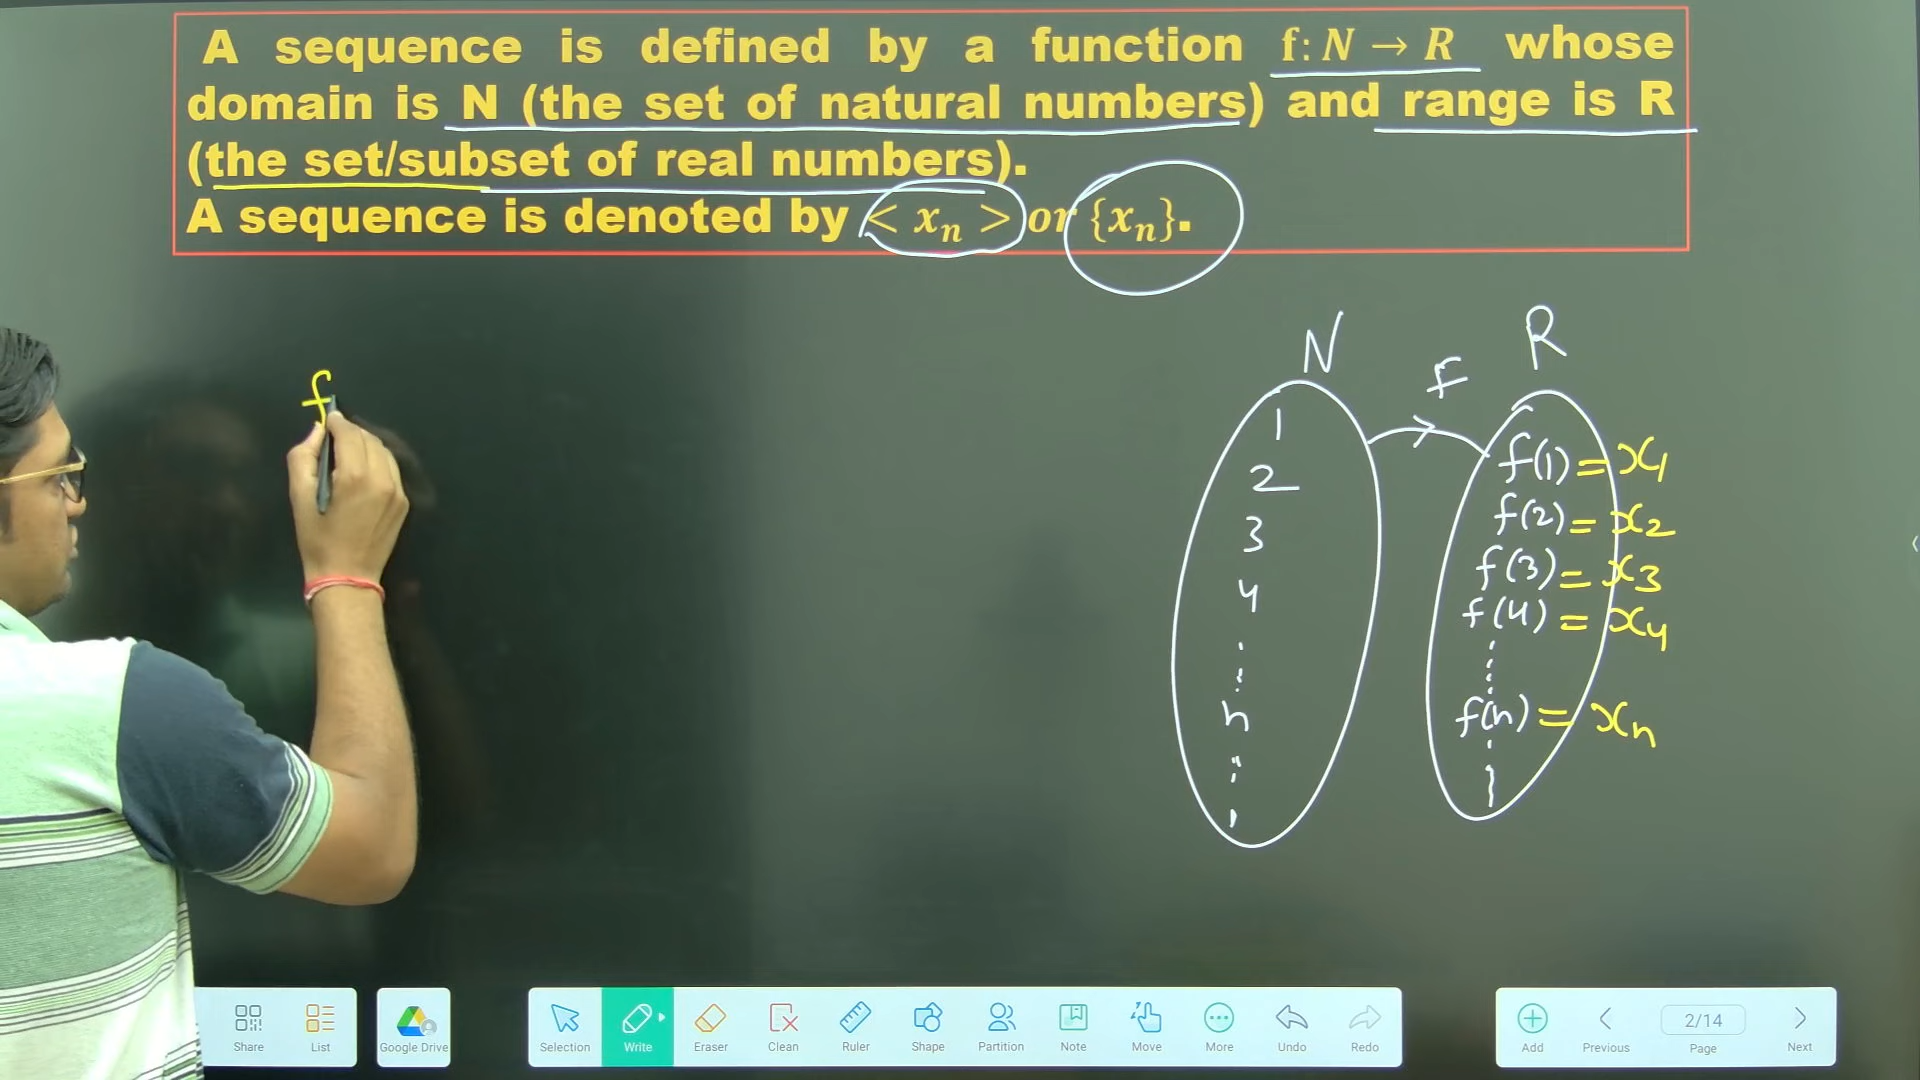 A sequence is defined by a function f: N → R whose
domain is N (the set of natural numbers) and range is R
(the set/subset of real numbers).
A sequence is denoted by < xₙ > or {xₙ}.
N
f
R
1
2
3
4
n
f(1) = x₁
f(2) = x₂
f(3) = x₃
f(4) = x₄
f(n) = xₙ
f
Share
List
Google Drive
Selection
Write
Eraser
Clean
Ruler
Shape
Partition
Note
Move
More
Undo
Redo
Add
Previous
2/14
Page
Next